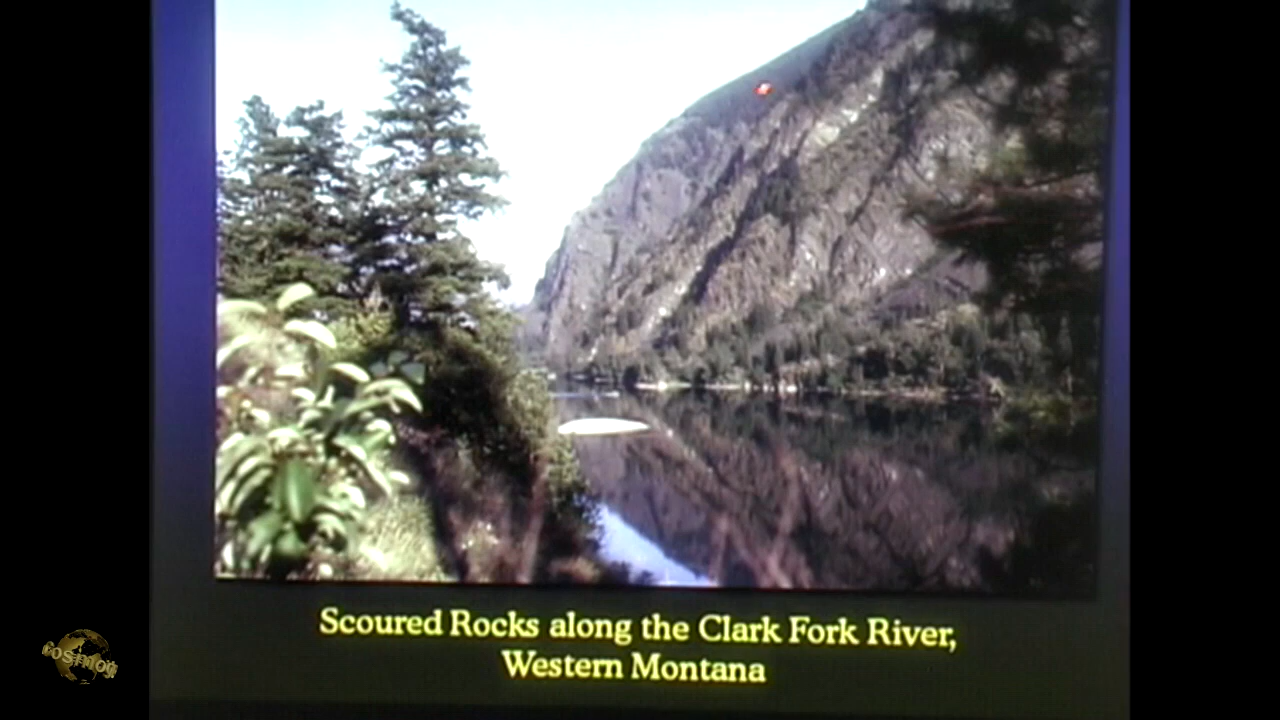 Scoured Rocks along the Clark Fork River,
Western Montana